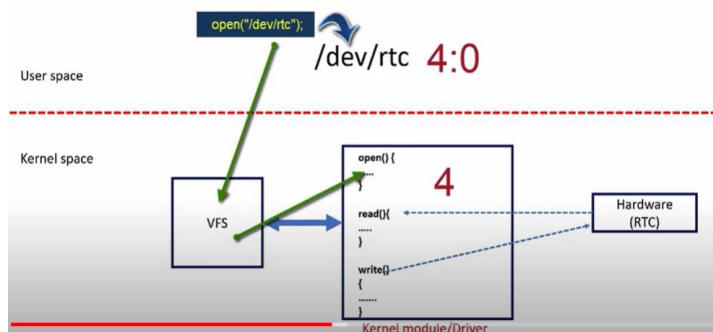 open("/dev/rtc");
/dev/rtc 4:0
User space
Kernel space
VFS
open() {
.....
}
4
read(){
.....
}
write()
{
.......
}
Hardware
(RTC)
Kernel module/Driver